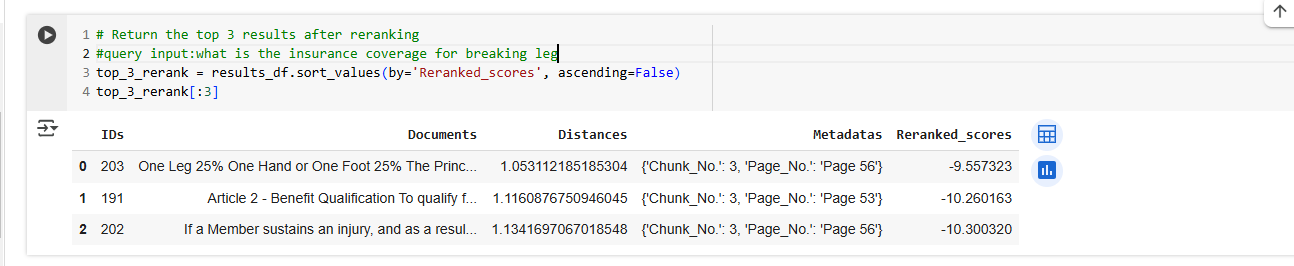 1 # Return the top 3 results after reranking
2 #query input:what is the insurance coverage for breaking leg
3 top_3_rerank = results_df.sort_values(by='Reranked_scores', ascending=False)
4 top_3_rerank[:3]
IDs Documents Distances Metadatas Reranked_scores
0 203 One Leg 25% One Hand or One Foot 25% The Princ... 1.053112185185304 {'Chunk_No.': 3, 'Page_No.': 'Page 56'} -9.557323
1 191 Article 2 - Benefit Qualification To qualify f... 1.1160876750946045 {'Chunk_No.': 3, 'Page_No.': 'Page 53'} -10.260163
2 202 If a Member sustains an injury, and as a resul... 1.1341697067018548 {'Chunk_No.': 3, 'Page_No.': 'Page 56'} -10.300320